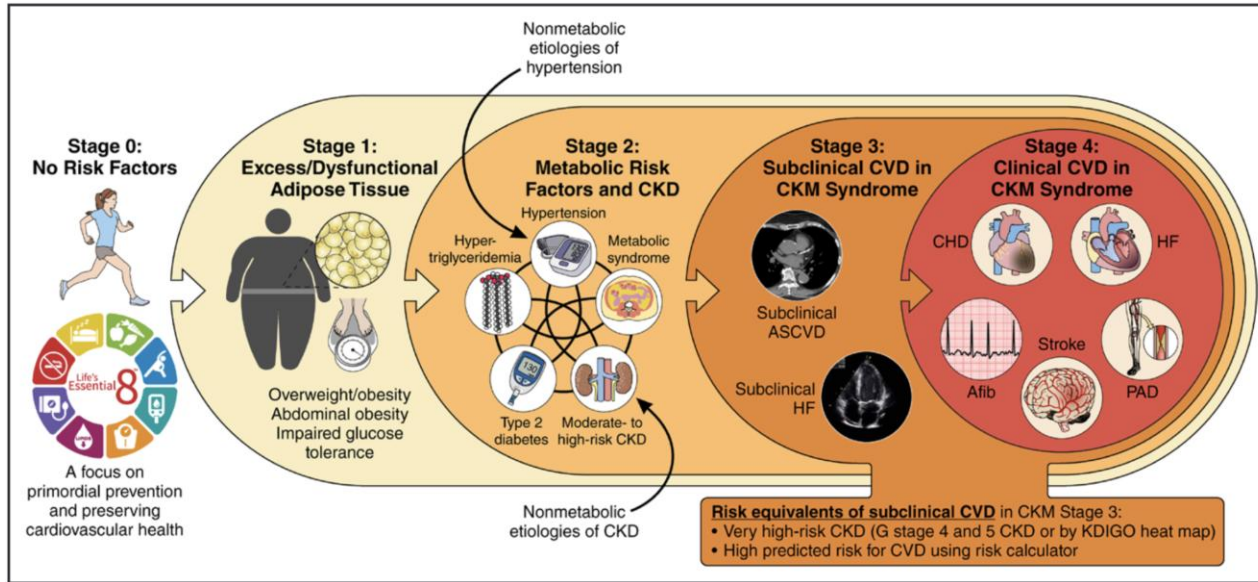 Nonmetabolic
etiologies of
hypertension
Stage 0:
No Risk Factors
Life's
Essential
8™
A focus on
primordial prevention
and preserving
cardiovascular health
Stage 1:
Excess/Dysfunctional
Adipose Tissue
Overweight/obesity
Abdominal obesity
Impaired glucose
tolerance
Stage 2:
Metabolic Risk
Factors and CKD
Hypertension
Hyper-
triglyceridemia
Metabolic
syndrome
130
Type 2
diabetes
Moderate- to
high-risk CKD
Nonmetabolic
etiologies of CKD
Stage 3:
Subclinical CVD in
CKM Syndrome
Subclinical
ASCVD
Subclinical
HF
Stage 4:
Clinical CVD in
CKM Syndrome
CHD
HF
Afib
Stroke
PAD
Risk equivalents of subclinical CVD in CKM Stage 3:
• Very high-risk CKD (G stage 4 and 5 CKD or by KDIGO heat map)
• High predicted risk for CVD using risk calculator